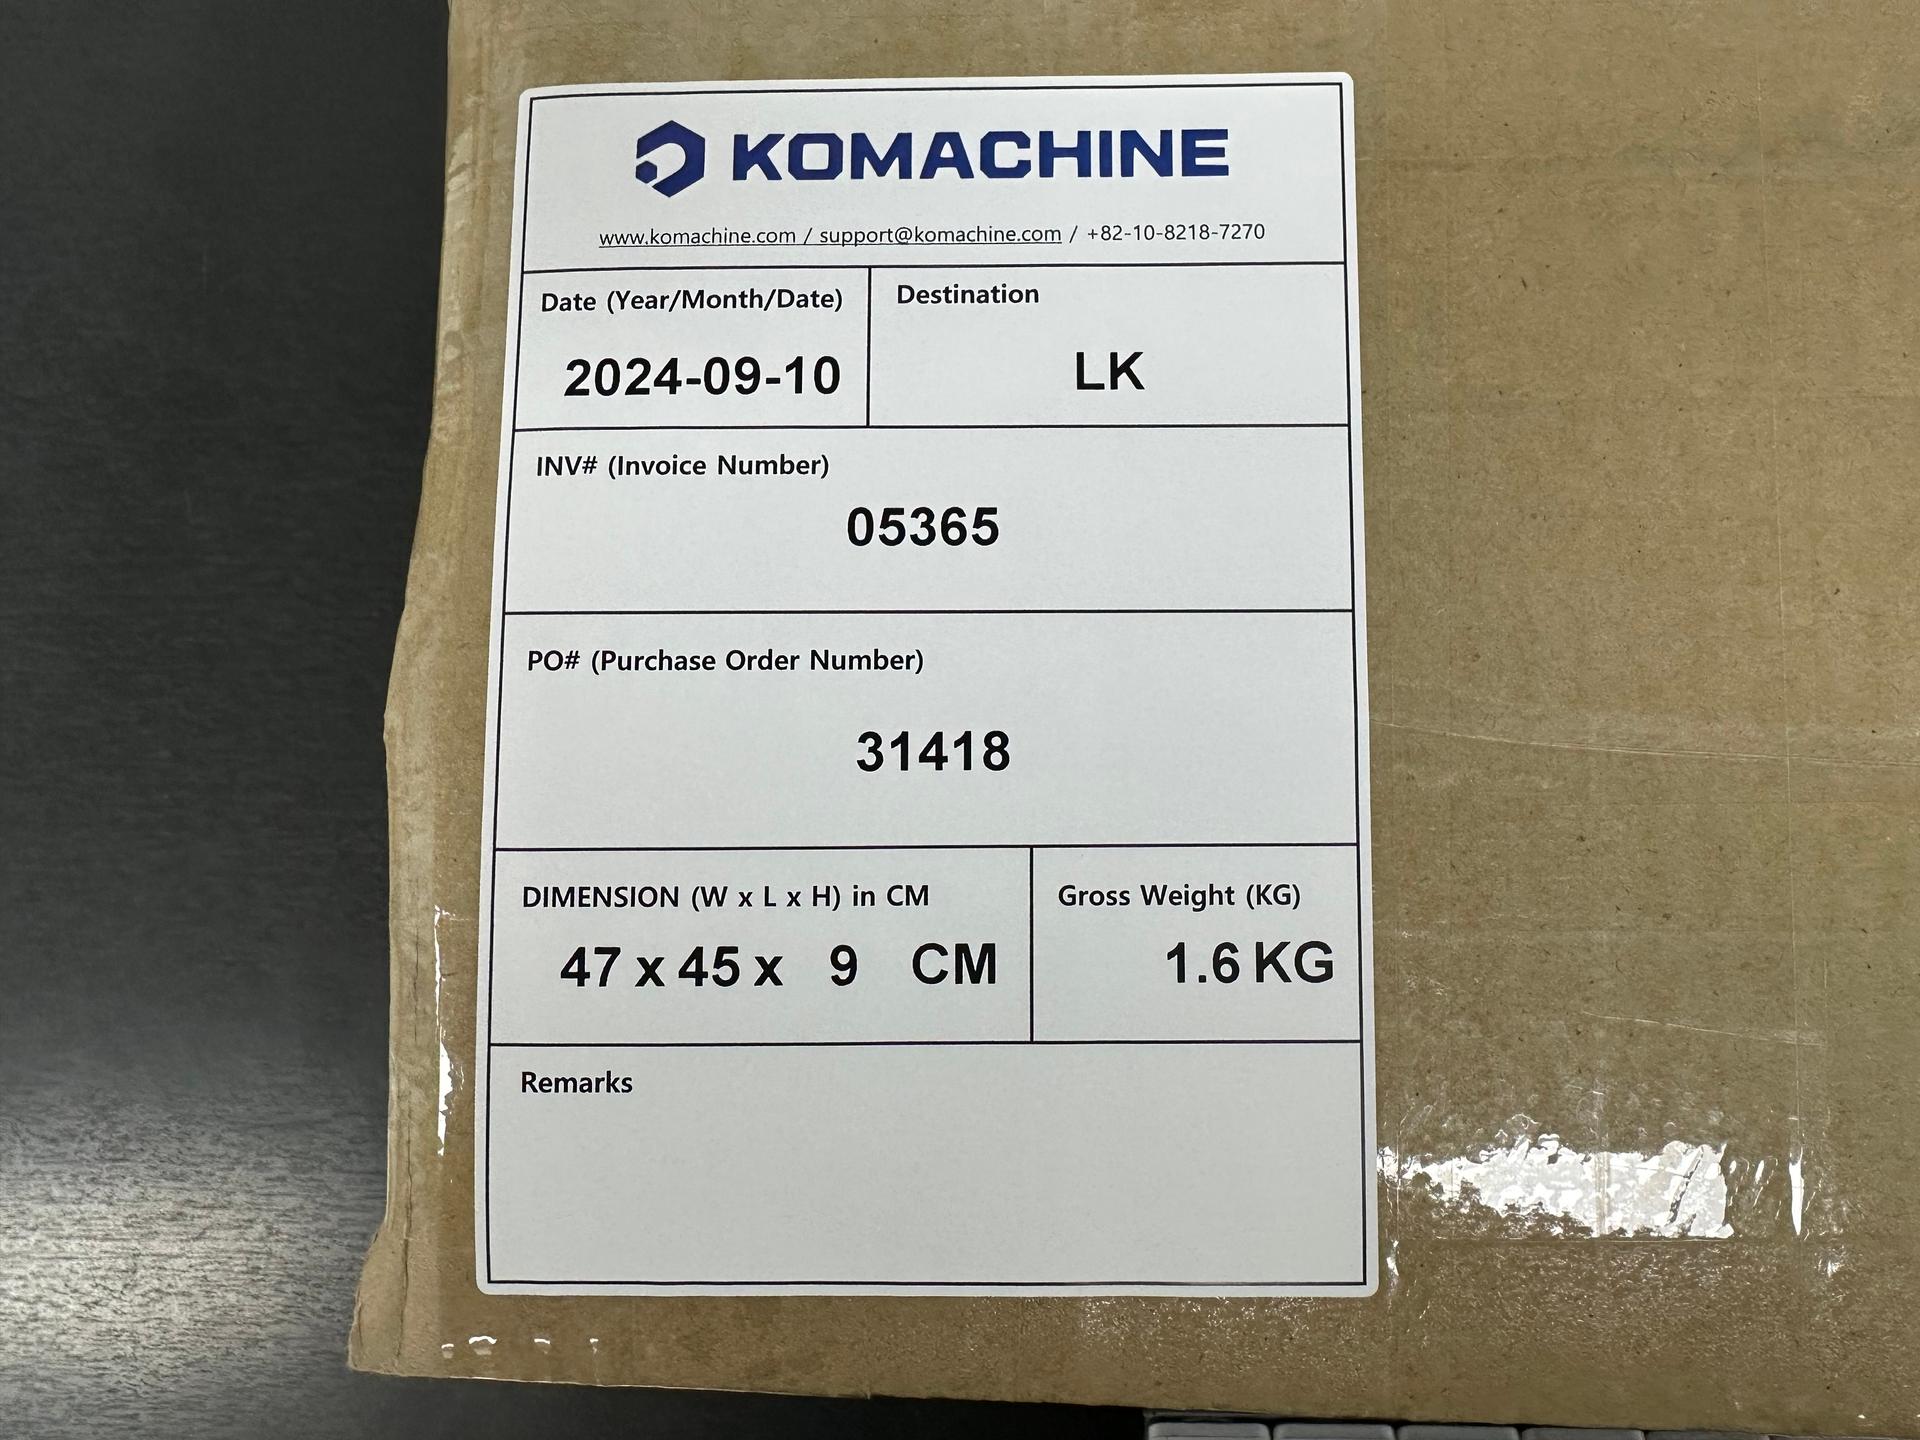 KOMACHINE
www.komachine.com / support@komachine.com / +82-10-8218-7270
Date (Year/Month/Date)
2024-09-10
Destination
LK
INV# (Invoice Number)
05365
PO# (Purchase Order Number)
31418
DIMENSION (W x L x H) in CM
47 x 45 x 9 CM
Gross Weight (KG)
1.6 KG
Remarks